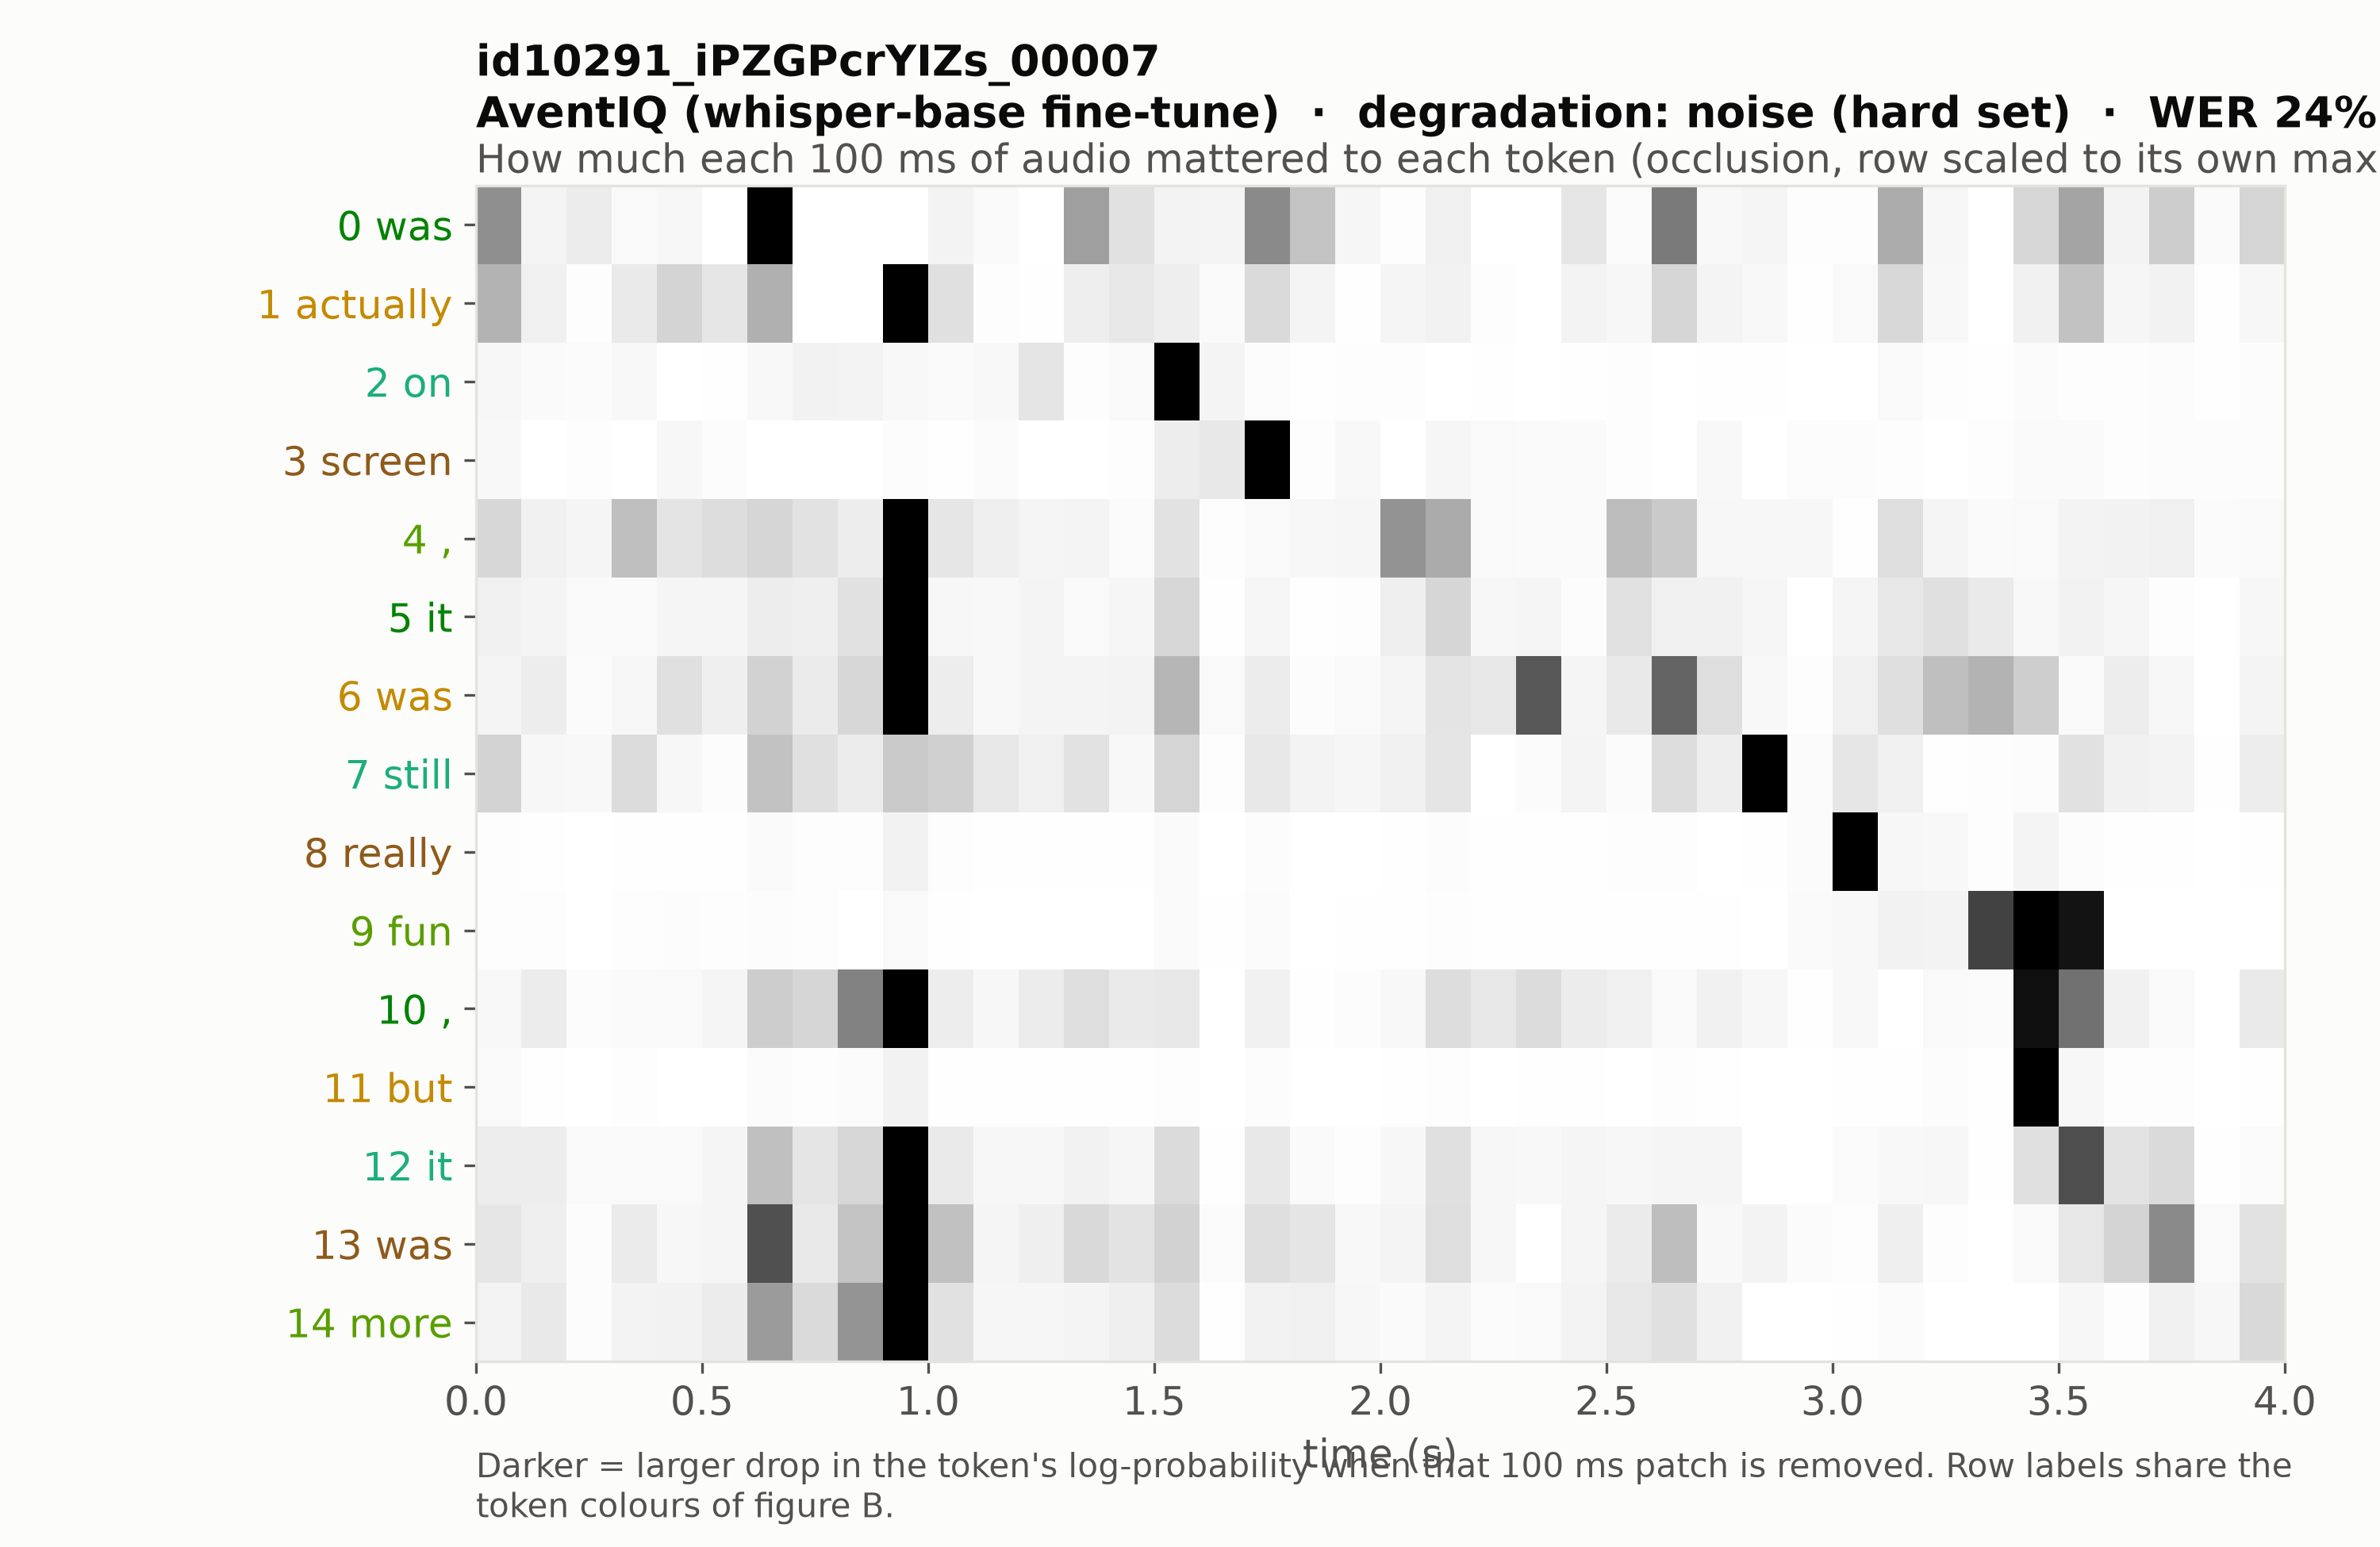 id10291_iPZGPcrYlZs_00007
AventIQ (whisper-base fine-tune) · degradation: noise (hard set) · WER 24%
How much each 100 ms of audio mattered to each token (occlusion, row scaled to its own max
0 was
1 actually
2 on
3 screen
4 ,
5 it
6 was
7 still
8 really
9 fun
10 ,
11 but
12 it
13 was
14 more
0.0 0.5 1.0 1.5 2.0 2.5 3.0 3.5 4.0
time (s)
Darker = larger drop in the token's log-probability when that 100 ms patch is removed. Row labels share the
token colours of figure B.